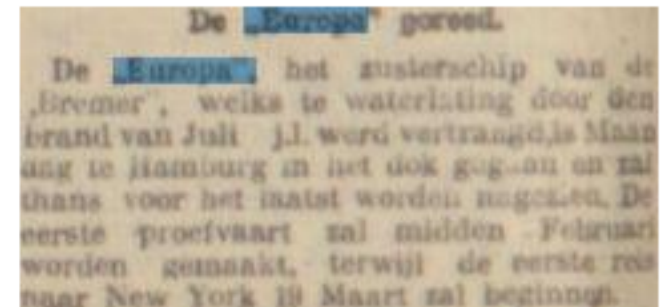 De „Europa" gereed.
De „Europa", het zusterschip van de
„Bremer", welks te waterlating door den
brand van Juli j.l. werd vertraagd, is Maan
dag te Hamburg in het dok gegaan en zal
thans voor het laatst worden nagezien. De
eerste proefvaart zal midden Februari
worden gemaakt, terwijl de eerste reis
naar New York 19 Maart zal beginnen.